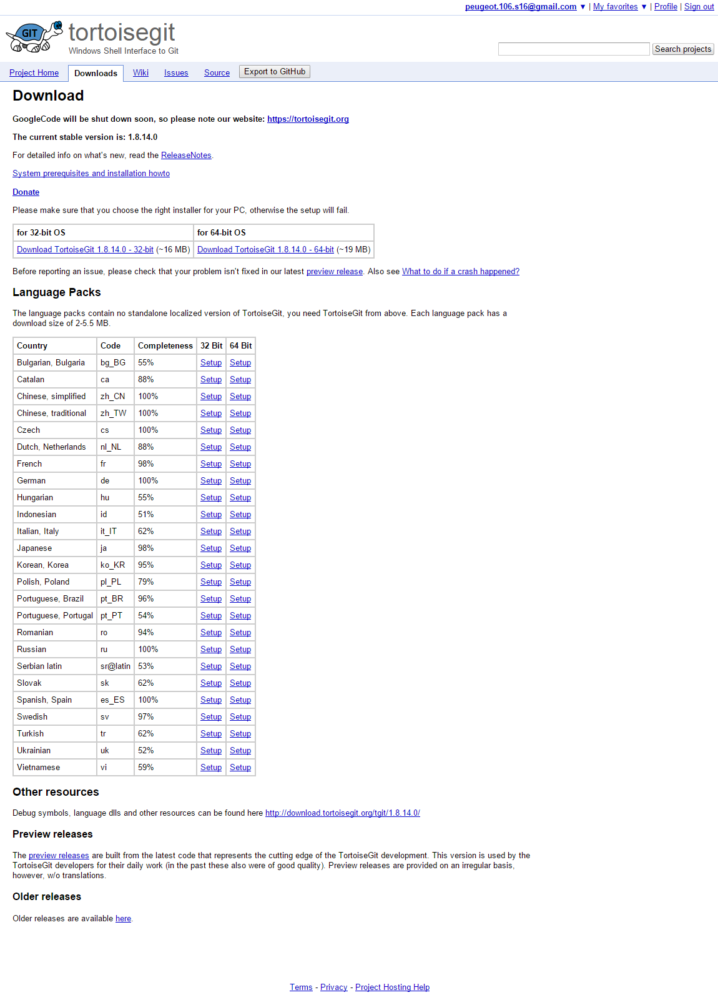 peugeot.106.s16@gmail.com ▼ | My favorites ▼ | Profile | Sign out
GIT
tortoisegit
Windows Shell Interface to Git
Search projects
Project Home Downloads Wiki Issues Source Export to GitHub
Download
GoogleCode will be shut down soon, so please note our website: https://tortoisegit.org
The current stable version is: 1.8.14.0
For detailed info on what's new, read the ReleaseNotes.
System prerequisites and installation howto
Donate
Please make sure that you choose the right installer for your PC, otherwise the setup will fail.
for 32-bit OS for 64-bit OS
Download TortoiseGit 1.8.14.0 - 32-bit (~16 MB) Download TortoiseGit 1.8.14.0 - 64-bit (~19 MB)
Before reporting an issue, please check that your problem isn't fixed in our latest preview release. Also see What to do if a crash happened?
Language Packs
The language packs contain no standalone localized version of TortoiseGit, you need TortoiseGit from above. Each language pack has a
download size of 2-5.5 MB.
Country Code Completeness 32 Bit 64 Bit
Bulgarian, Bulgaria bg_BG 55% Setup Setup
Catalan ca 88% Setup Setup
Chinese, simplified zh_CN 100% Setup Setup
Chinese, traditional zh_TW 100% Setup Setup
Czech cs 100% Setup Setup
Dutch, Netherlands nl_NL 88% Setup Setup
French fr 98% Setup Setup
German de 100% Setup Setup
Hungarian hu 55% Setup Setup
Indonesian id 51% Setup Setup
Italian, Italy it_IT 62% Setup Setup
Japanese ja 98% Setup Setup
Korean, Korea ko_KR 95% Setup Setup
Polish, Poland pl_PL 79% Setup Setup
Portuguese, Brazil pt_BR 96% Setup Setup
Portuguese, Portugal pt_PT 54% Setup Setup
Romanian ro 94% Setup Setup
Russian ru 100% Setup Setup
Serbian latin sr@latin 53% Setup Setup
Slovak sk 62% Setup Setup
Spanish, Spain es_ES 100% Setup Setup
Swedish sv 97% Setup Setup
Turkish tr 62% Setup Setup
Ukrainian uk 52% Setup Setup
Vietnamese vi 59% Setup Setup
Other resources
Debug symbols, language dlls and other resources can be found here http://download.tortoisegit.org/tgit/1.8.14.0/
Preview releases
The preview releases are built from the latest code that represents the cutting edge of the TortoiseGit development. This version is used by the
TortoiseGit developers for their daily work (in the past these also were of good quality). Preview releases are provided on an irregular basis,
however, w/o translations.
Older releases
Older releases are available here.
Terms - Privacy - Project Hosting Help